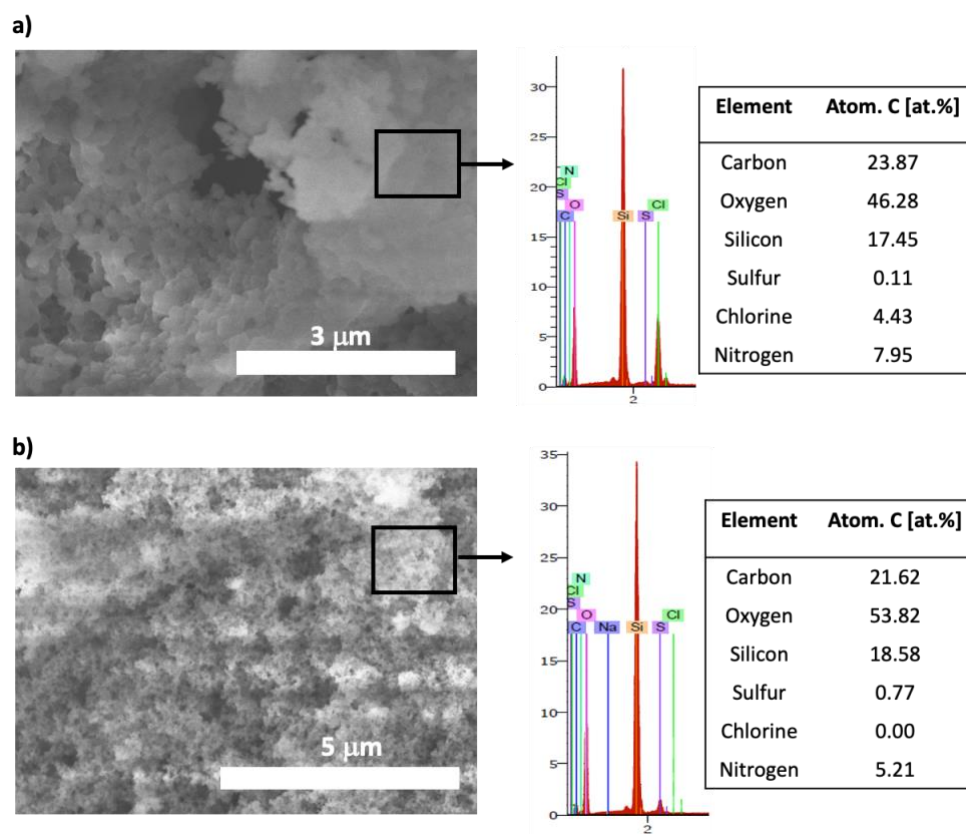 a)
3 μm
30
25
20
15
10
5
0
2
N
Cl
S
C
O
Si
S
Cl
Element Atom. C [at.%]
Carbon 23.87
Oxygen 46.28
Silicon 17.45
Sulfur 0.11
Chlorine 4.43
Nitrogen 7.95
b)
5 μm
35
30
25
20
15
10
5
0
2
N
Cl
S
C
O
Na
Si
S
Cl
Element Atom. C [at.%]
Carbon 21.62
Oxygen 53.82
Silicon 18.58
Sulfur 0.77
Chlorine 0.00
Nitrogen 5.21